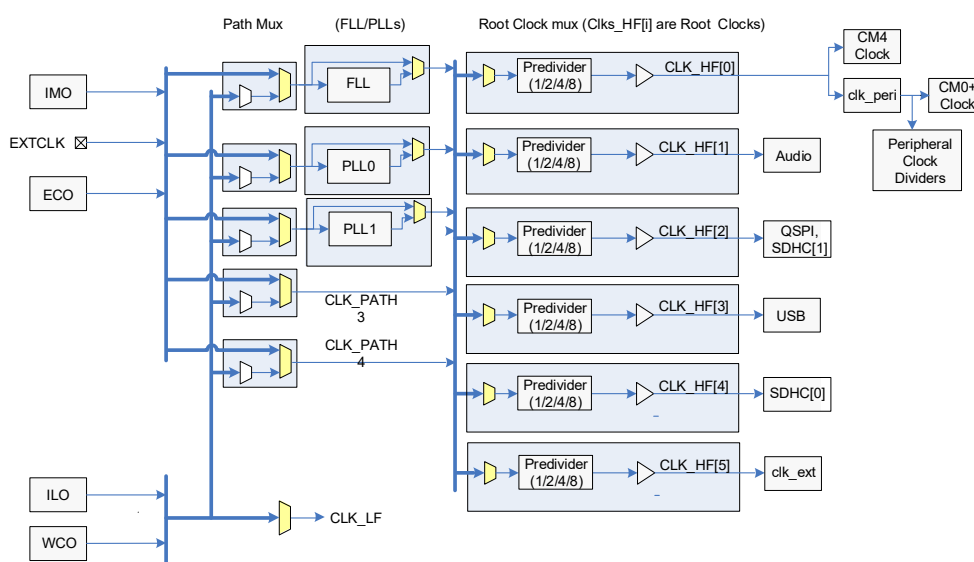 Path Mux
(FLL/PLLs)
Root Clock mux (Clks_HF[i] are Root Clocks)
IMO
EXTCLK
ECO
ILO
WCO
FLL
PLL0
PLL1
CLK_PATH
3
CLK_PATH
4
CLK_LF
Predivider
(1/2/4/8)
CLK_HF[0]
Predivider
(1/2/4/8)
CLK_HF[1]
Predivider
(1/2/4/8)
CLK_HF[2]
Predivider
(1/2/4/8)
CLK_HF[3]
Predivider
(1/2/4/8)
CLK_HF[4]
Predivider
(1/2/4/8)
CLK_HF[5]
CM4
Clock
clk_peri
CM0+
Clock
Peripheral
Clock
Dividers
Audio
QSPI,
SDHC[1]
USB
SDHC[0]
clk_ext